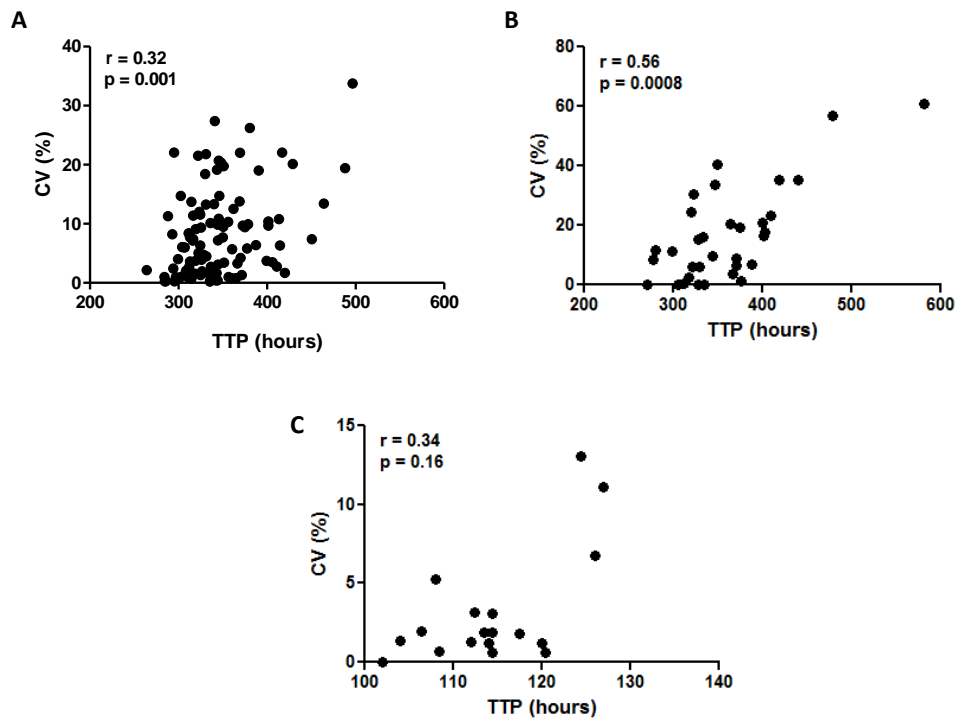 A
r = 0.32
p = 0.001
CV (%)
40
30
20
10
0
200
300
400
500
600
TTP (hours)
B
r = 0.56
p = 0.0008
CV (%)
80
60
40
20
0
200
300
400
500
600
TTP (hours)
C
r = 0.34
p = 0.16
CV (%)
15
10
5
0
100
110
120
130
140
TTP (hours)